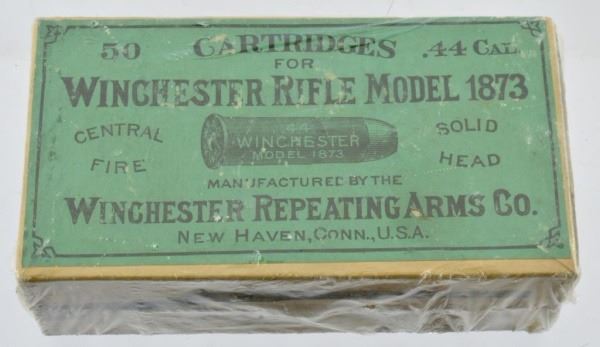 50 CARTRIDGES .44 CAL.
FOR
WINCHESTER RIFLE MODEL 1873
CENTRAL FIRE
44
WINCHESTER
MODEL 1873
SOLID HEAD
MANUFACTURED BY THE
WINCHESTER REPEATING ARMS CO.
NEW HAVEN, CONN., U.S.A.